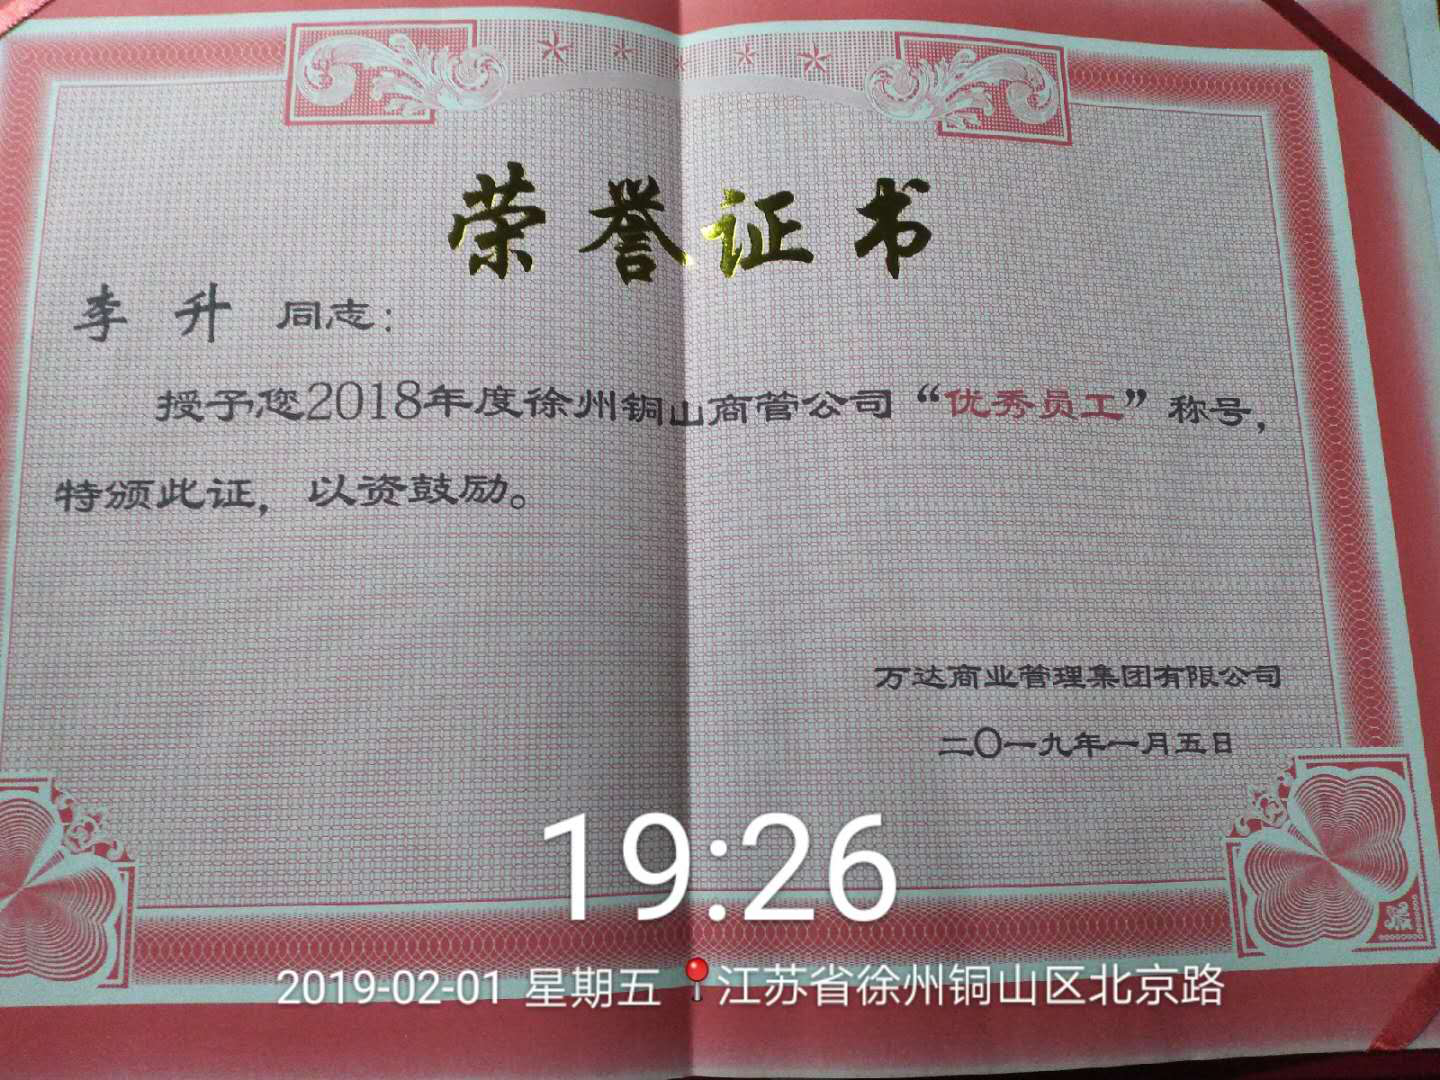 荣誉证书
李 升 同志：
授予您2018年度徐州铜山商管公司“优秀员工”称号，
特颁此证，以资鼓励。
万达商业管理集团有限公司
二〇一九年一月五日
19:26
2019-02-01 星期五 江苏省徐州铜山区北京路